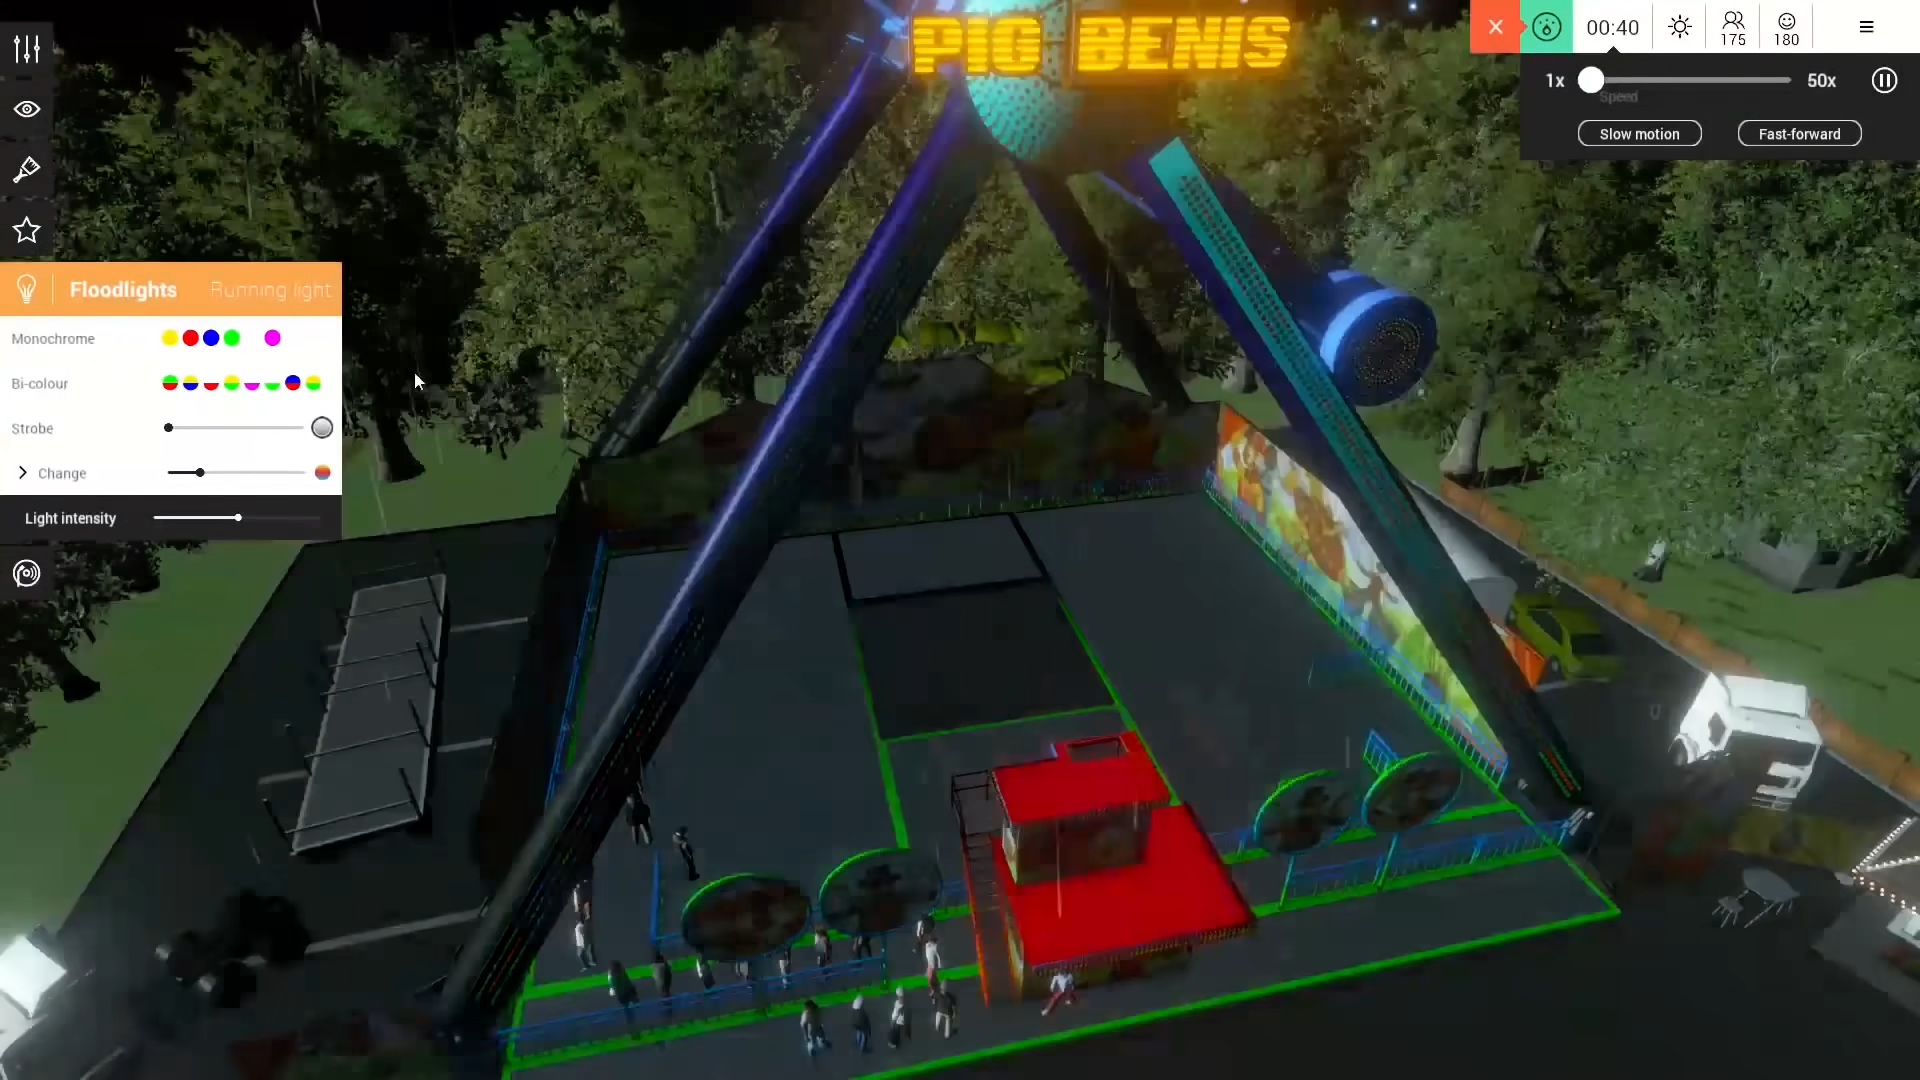 PIG BENIS
00:40
175
180
1x
50x
Speed
Slow motion
Fast-forward
Floodlights
Running light
Monochrome
Bi-colour
Strobe
Change
Light intensity